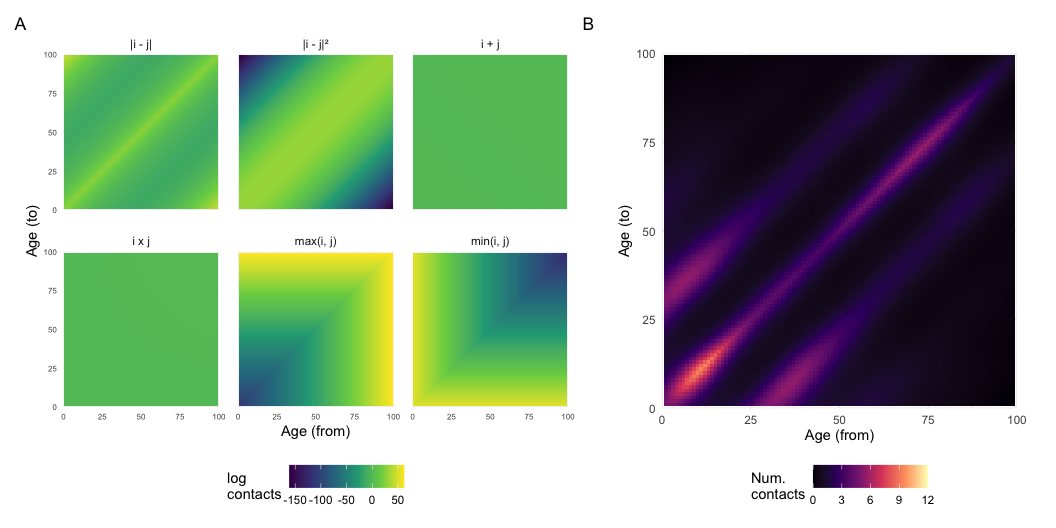 A
B
|i - j|
|i - j|²
i + j
100
75
50
25
0
i x j
max(i, j)
min(i, j)
100
75
50
25
0
0 25 50 75 100
0 25 50 75 100
0 25 50 75 100
Age (to)
Age (from)
log
contacts
-150 -100 -50 0 50
100
75
50
25
0
0 25 50 75 100
Age (to)
Age (from)
Num.
contacts
0 3 6 9 12